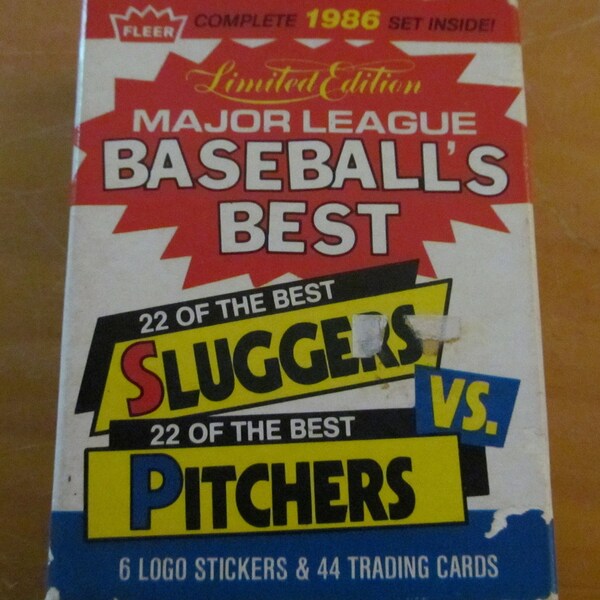 FLEER COMPLETE 1986 SET INSIDE!
Limited Edition
MAJOR LEAGUE
BASEBALL'S
BEST
22 OF THE BEST
SLUGGERS
VS.
22 OF THE BEST
PITCHERS
6 LOGO STICKERS & 44 TRADING CARDS